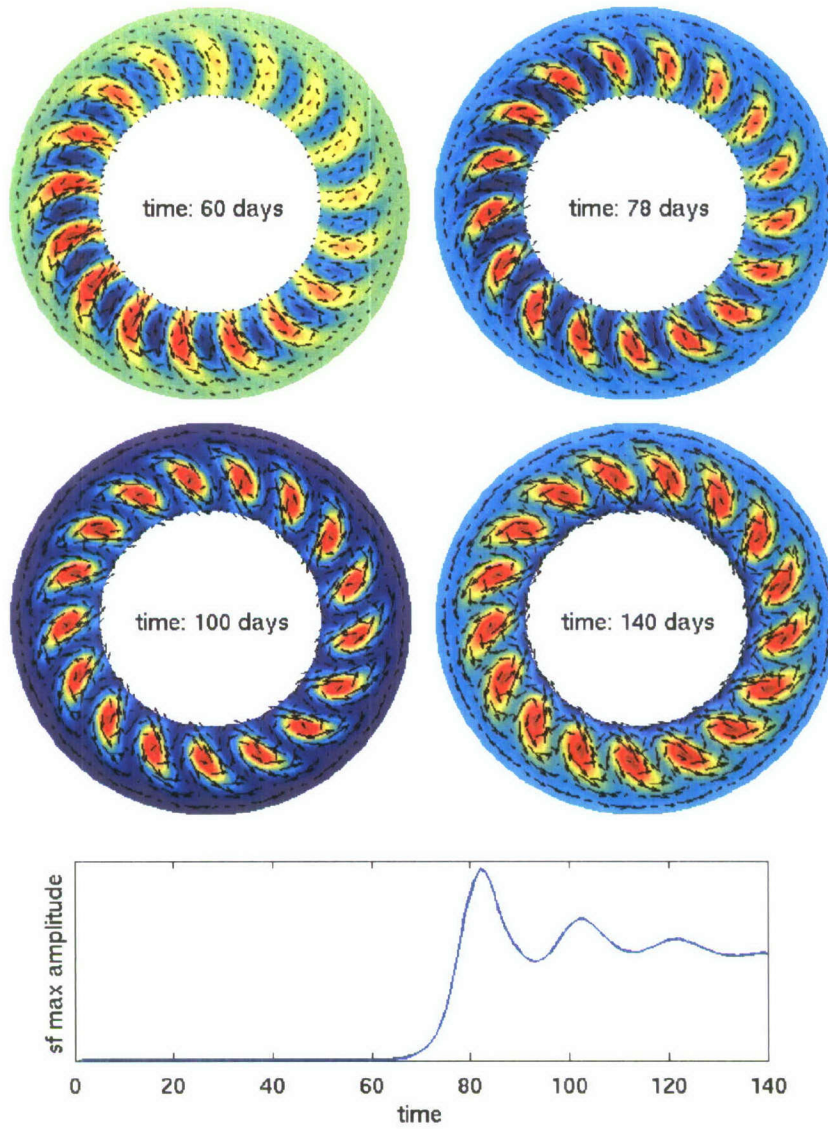 time: 60 days
time: 78 days
time: 100 days
time: 140 days
sf max amplitude
0 20 40 60 80 100 120 140
time